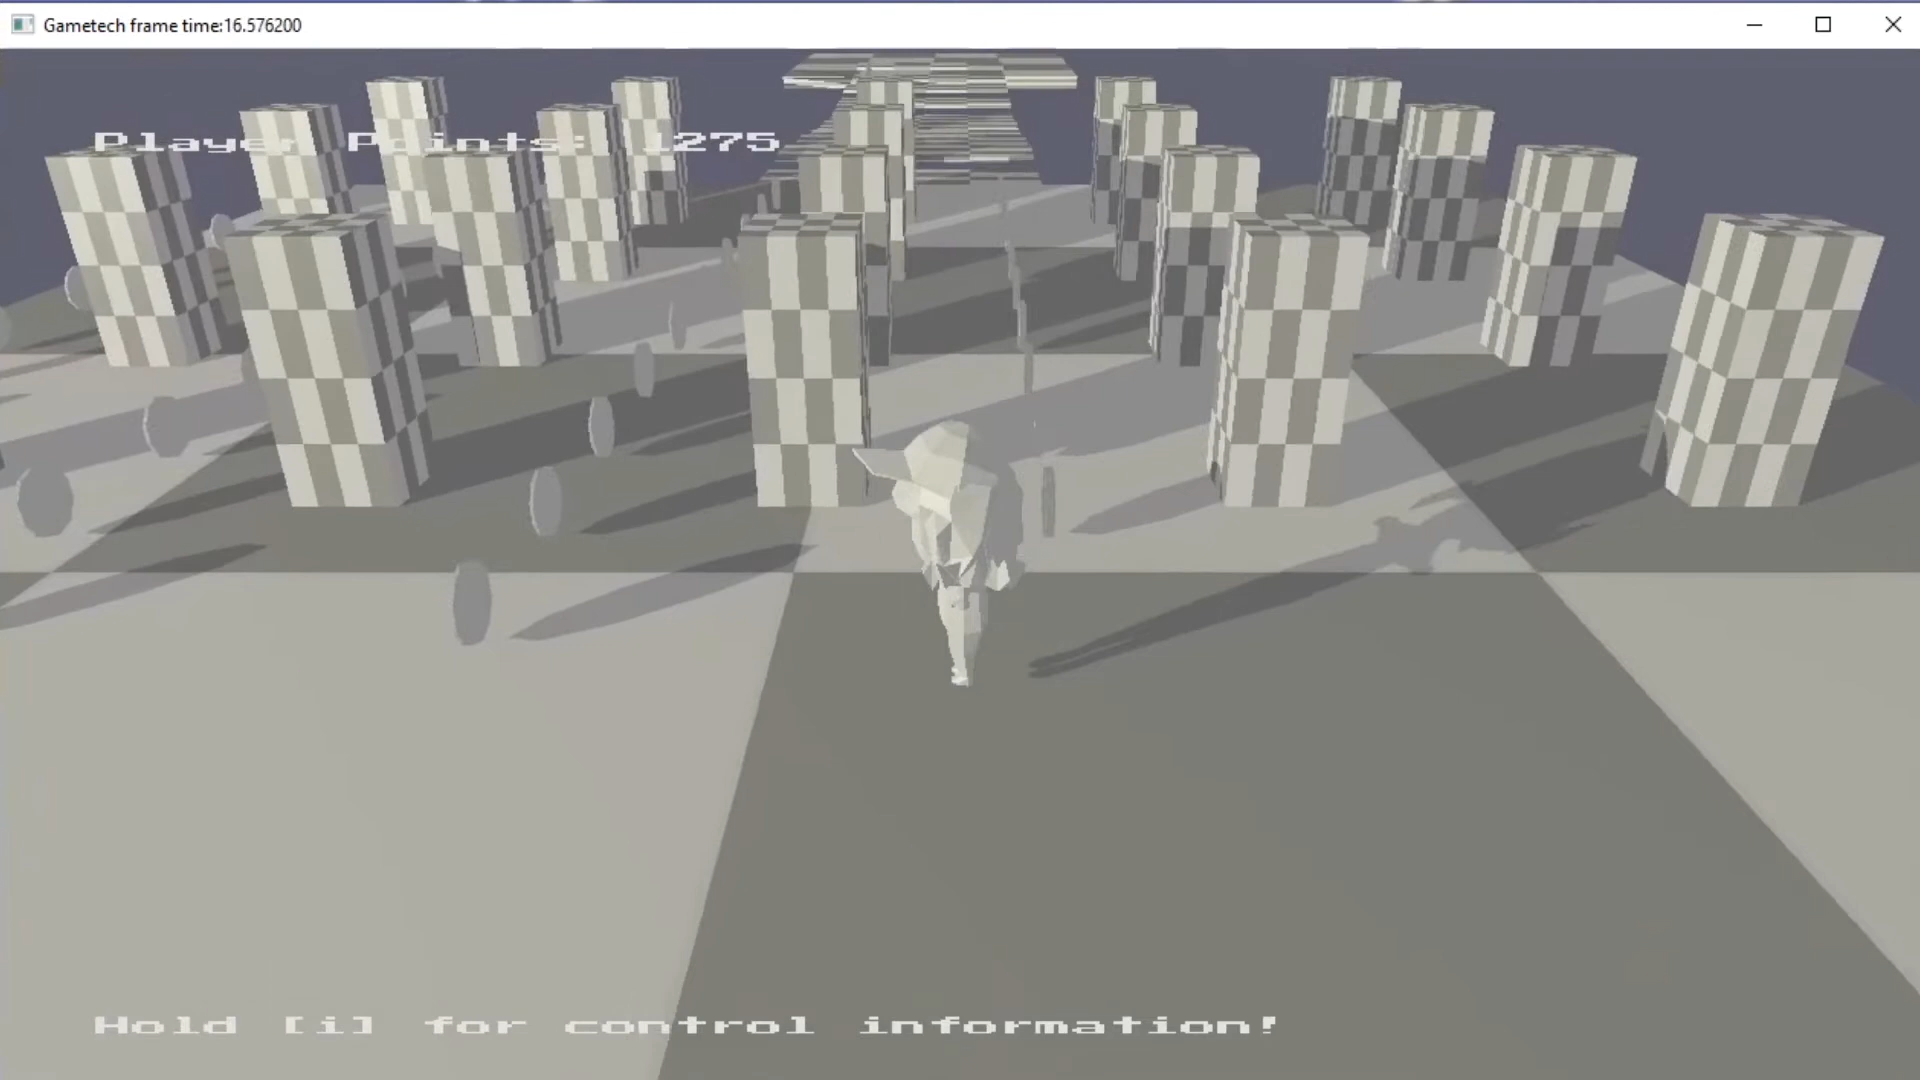 Gametech frame time:16.576200
Player Points: 1275
Hold [i] for control information!